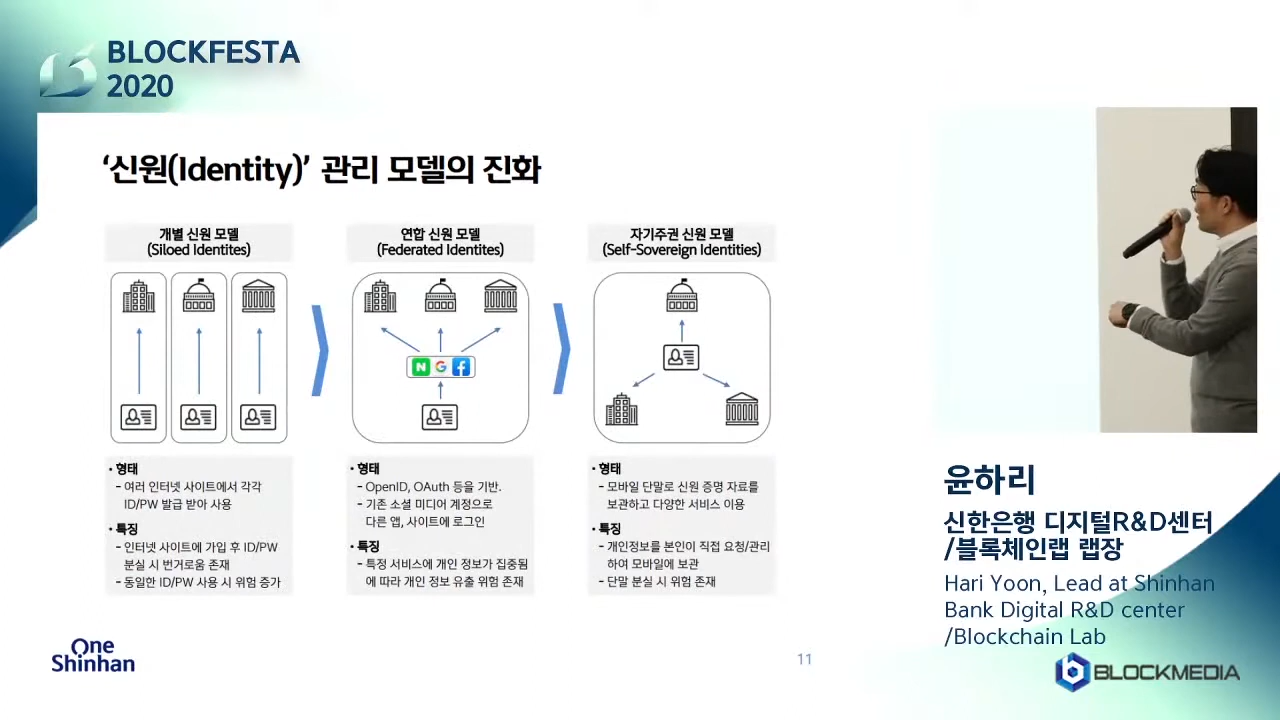 BLOCKFESTA
2020
‘신원(Identity)’ 관리 모델의 진화
개별 신원 모델
(Siloed Identites)
· 형태
- 여러 인터넷 사이트에서 각각
ID/PW 발급 받아 사용
· 특징
- 인터넷 사이트에 가입 후 ID/PW
분실 시 번거로움 존재
- 동일한 ID/PW 사용 시 위험 증가
연합 신원 모델
(Federated Identites)
N G f
· 형태
- OpenID, OAuth 등을 기반.
- 기존 소셜 미디어 계정으로
다른 앱, 사이트에 로그인
· 특징
- 특정 서비스에 개인 정보가 집중됨
에 따라 개인 정보 유출 위험 존재
자기주권 신원 모델
(Self-Sovereign Identities)
· 형태
- 모바일 단말로 신원 증명 자료를
보관하고 다양한 서비스 이용
· 특징
- 개인정보를 본인이 직접 요청/관리
하여 모바일에 보관
- 단말 분실 시 위험 존재
One
Shinhan
11
윤하리
신한은행 디지털R&D센터
/블록체인랩 랩장
Hari Yoon, Lead at Shinhan
Bank Digital R&D center
/Blockchain Lab
BLOCKMEDIA